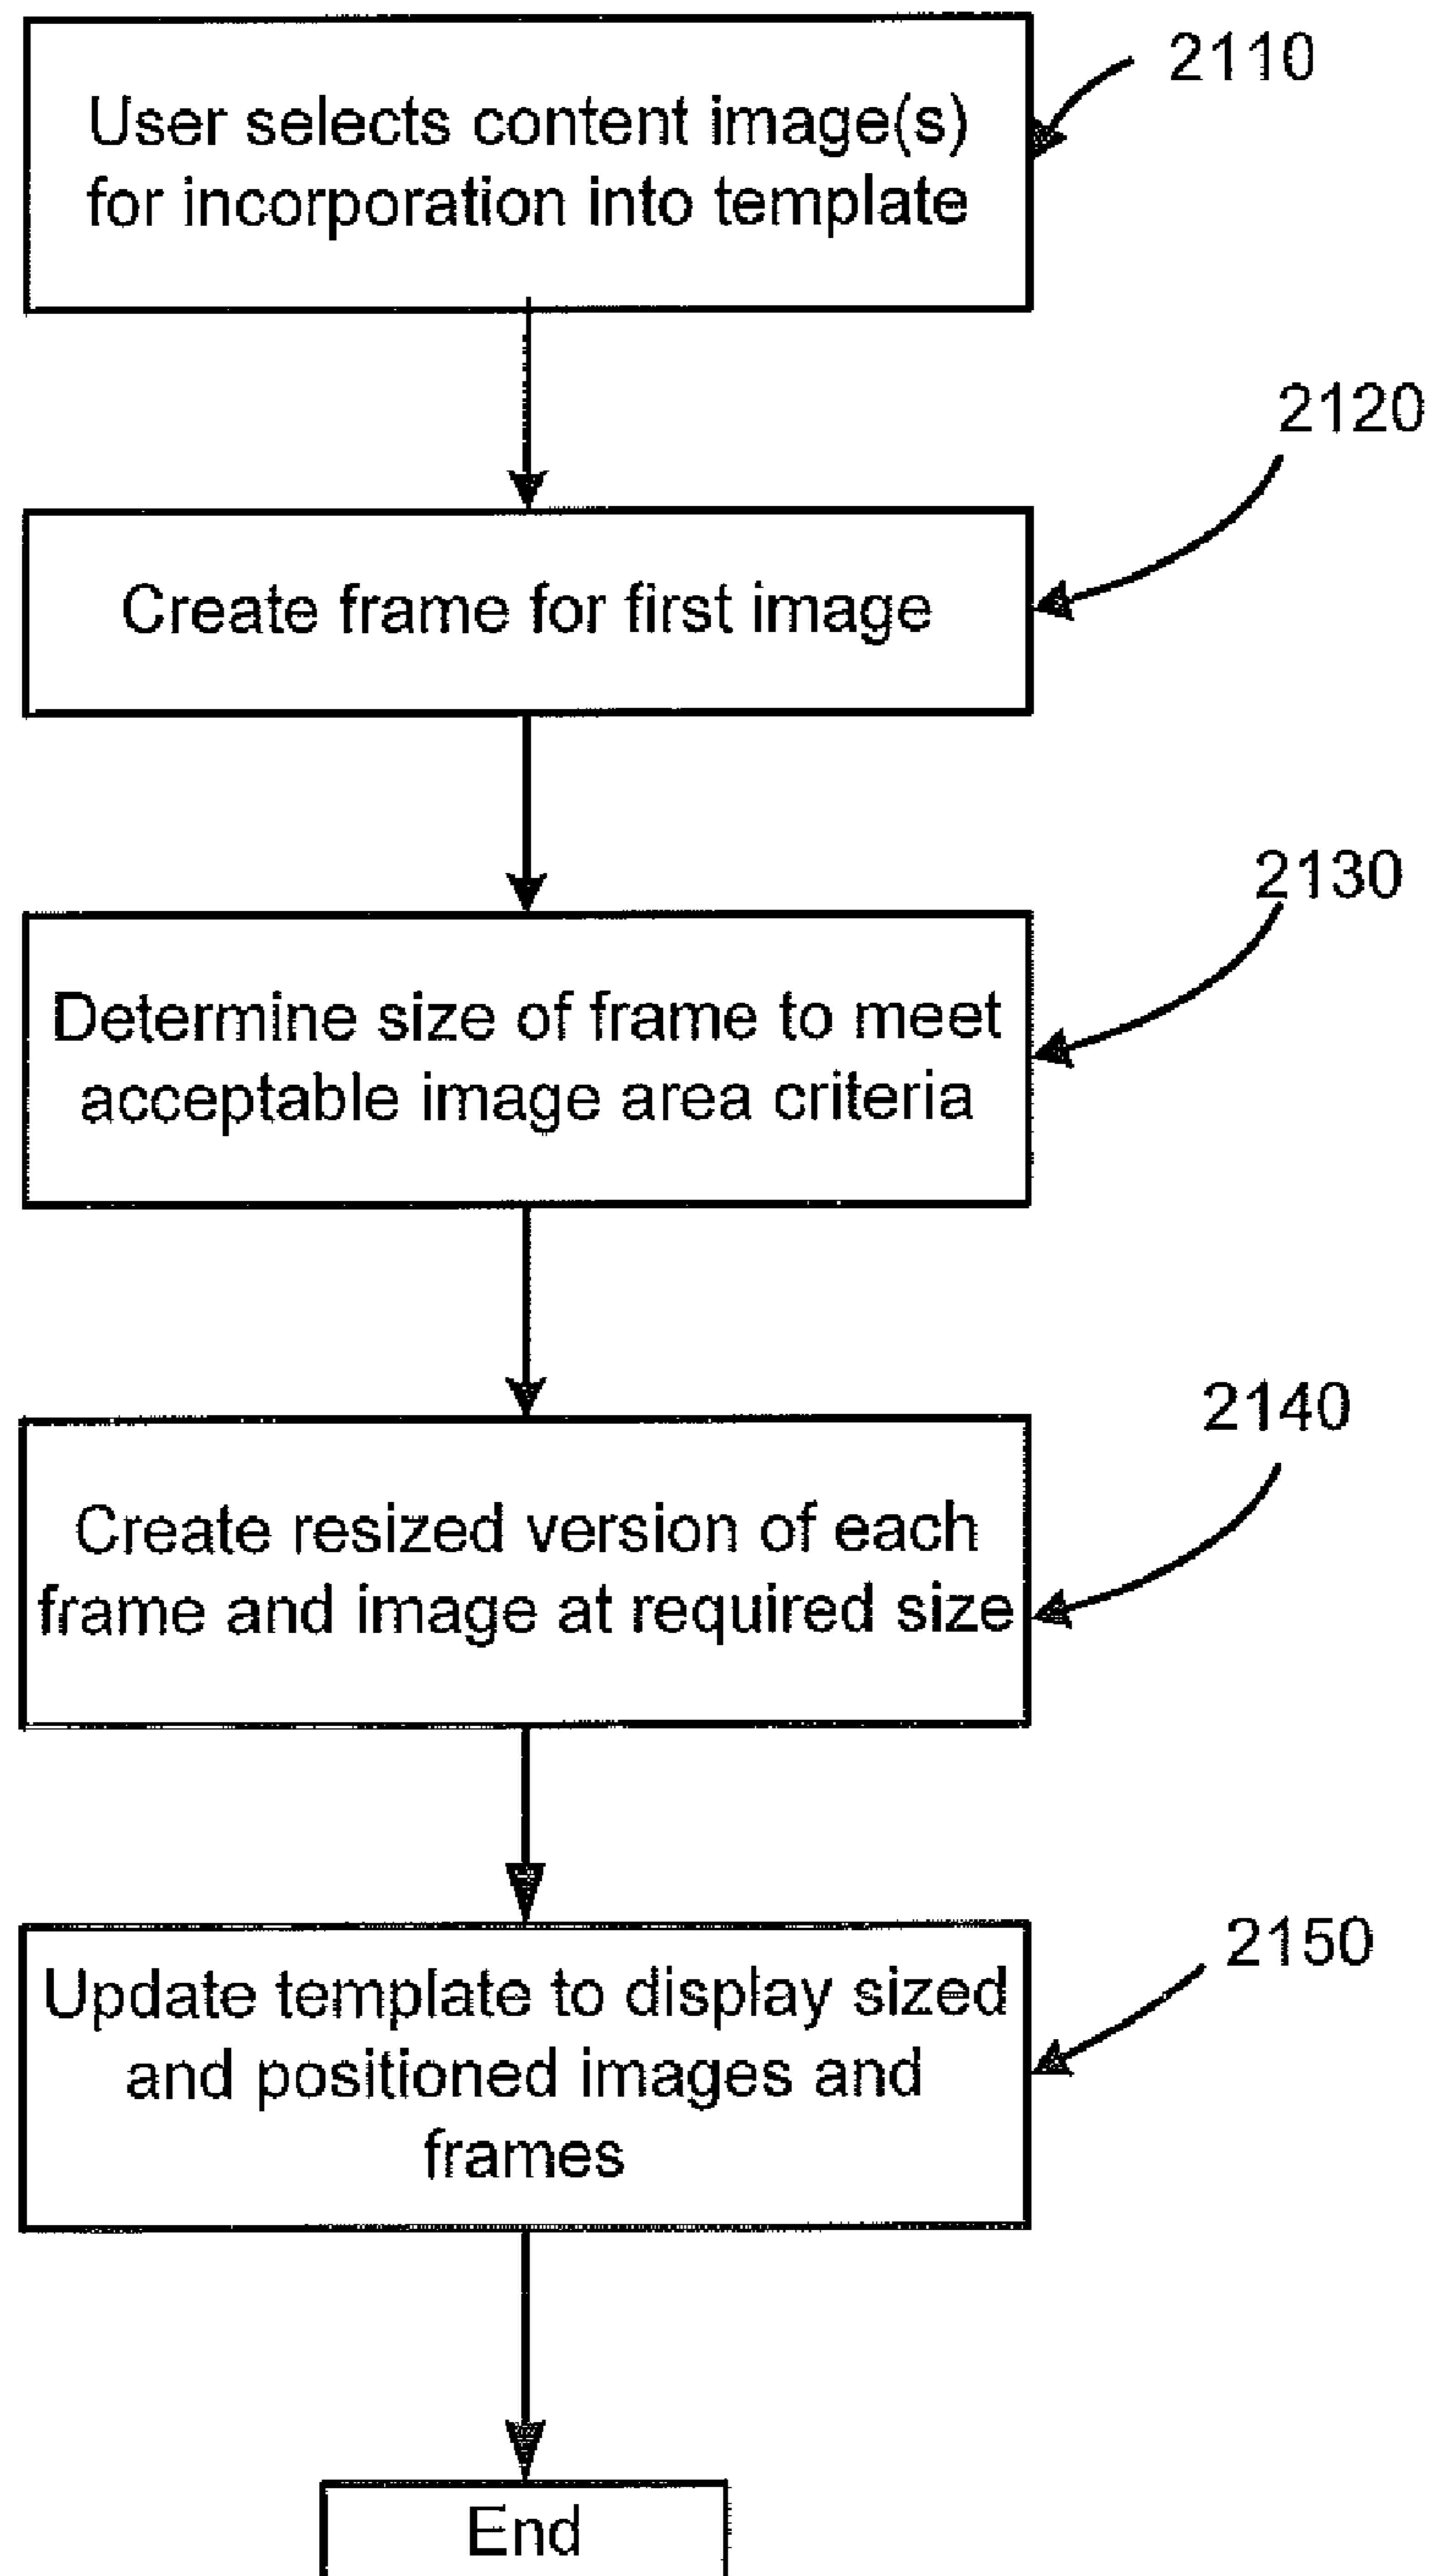 User selects content image(s)
for incorporation into template
2110
Create frame for first image
2120
Determine size of frame to meet
acceptable image area criteria
2130
Create resized version of each
frame and image at required size
2140
Update template to display sized
and positioned images and
frames
2150
End